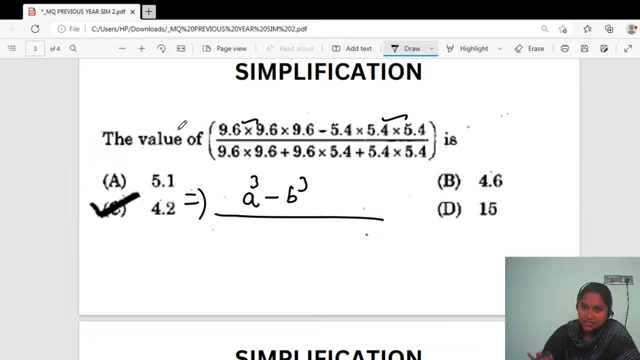 _MQ PREVIOUS YEAR SIM 2.pdf
C:/Users/HP/Downloads/_MQ%20PREVIOUS%20YEAR%20SIM%202.pdf
3 of 4
Page view
Add text
Draw
Highlight
Erase
SIMPLIFICATION
The value of (9.6 × 9.6 × 9.6 − 5.4 × 5.4 × 5.4 / 9.6 × 9.6 + 9.6 × 5.4 + 5.4 × 5.4) is
(A) 5.1
(B) 4.6
(C) 4.2
(D) 15
⇒) a³ − b³
SIMPLIFICATION